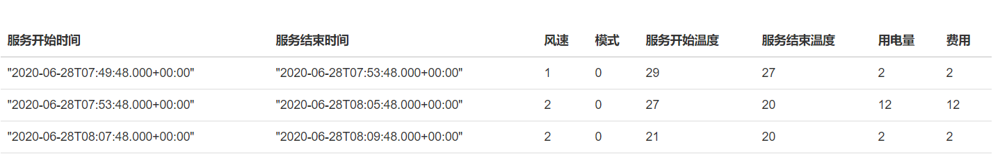 服务开始时间 服务结束时间 风速 模式 服务开始温度 服务结束温度 用电量 费用
"2020-06-28T07:49:48.000+00:00" "2020-06-28T07:53:48.000+00:00" 1 0 29 27 2 2
"2020-06-28T07:53:48.000+00:00" "2020-06-28T08:05:48.000+00:00" 2 0 27 20 12 12
"2020-06-28T08:07:48.000+00:00" "2020-06-28T08:09:48.000+00:00" 2 0 21 20 2 2